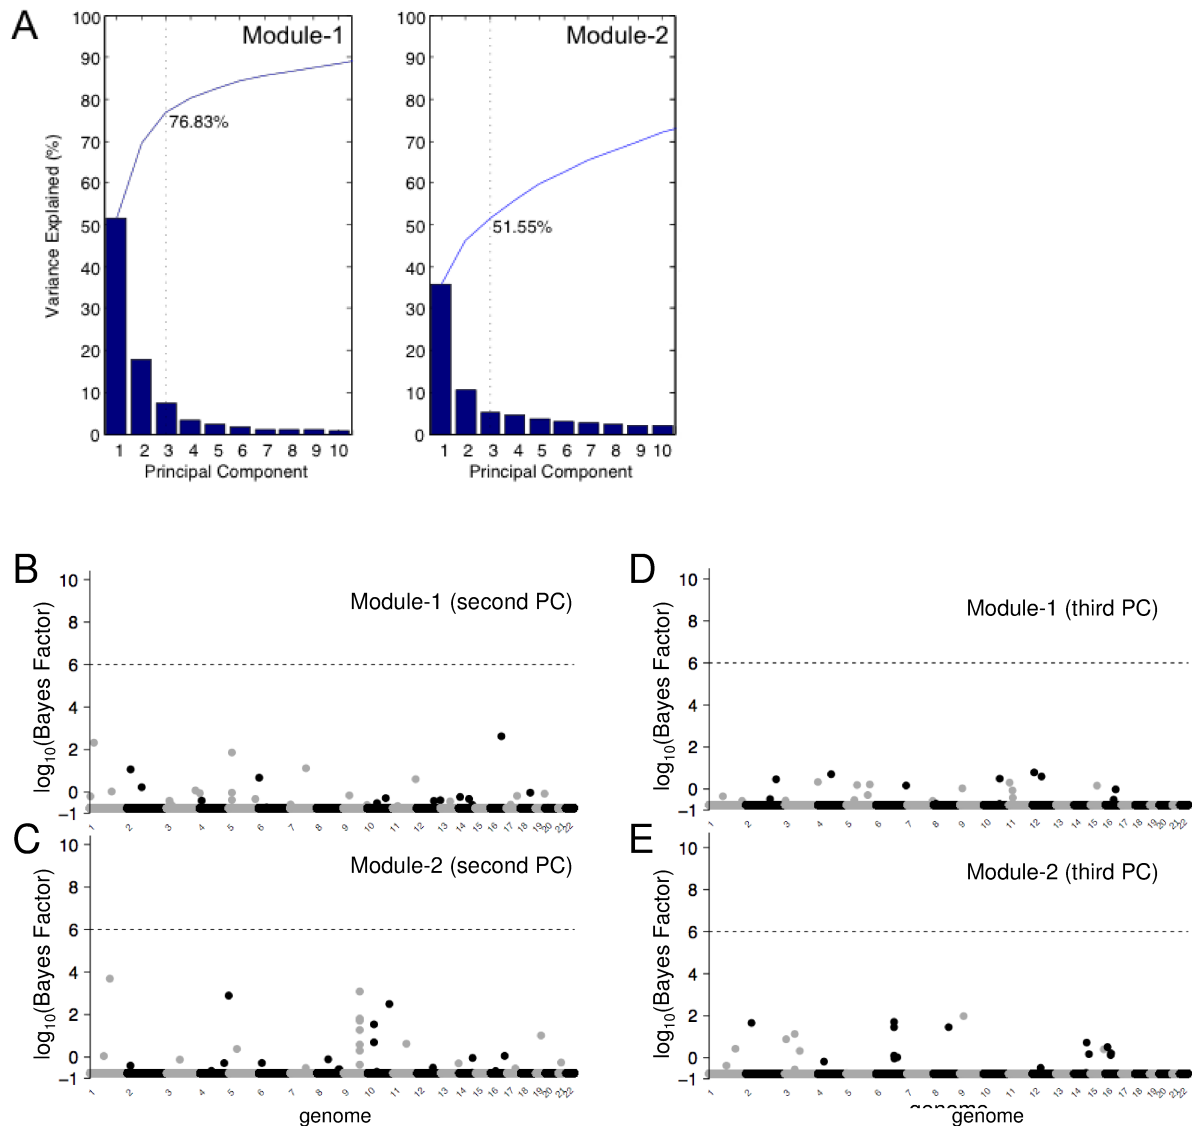 A
Module-1
Module-2
100
90
80
70
60
50
40
30
20
10
0
76.83%
Variance Explained (%)
1 2 3 4 5 6 7 8 9 10
Principal Component
100
90
80
70
60
50
40
30
20
10
0
51.55%
1 2 3 4 5 6 7 8 9 10
Principal Component
B
Module-1 (second PC)
log10(Bayes Factor)
10
8
6
4
2
0
−1
1 2 3 4 5 6 7 8 9 10 11 12 13 14 15 16 17 18 19 20 21 22
C
Module-2 (second PC)
log10(Bayes Factor)
10
8
6
4
2
0
−1
1 2 3 4 5 6 7 8 9 10 11 12 13 14 15 16 17 18 19 20 21 22
genome
D
Module-1 (third PC)
log10(Bayes Factor)
10
8
6
4
2
0
−1
1 2 3 4 5 6 7 8 9 10 11 12 13 14 15 16 17 18 19 20 21 22
E
Module-2 (third PC)
log10(Bayes Factor)
10
8
6
4
2
0
−1
1 2 3 4 5 6 7 8 9 10 11 12 13 14 15 16 17 18 19 20 21 22
genome